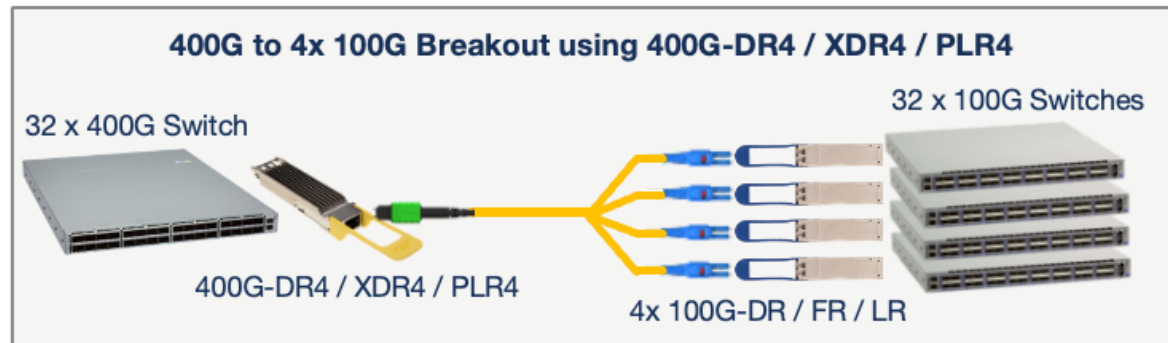 400G to 4x 100G Breakout using 400G-DR4 / XDR4 / PLR4
32 x 400G Switch
32 x 100G Switches
400G-DR4 / XDR4 / PLR4
4x 100G-DR / FR / LR